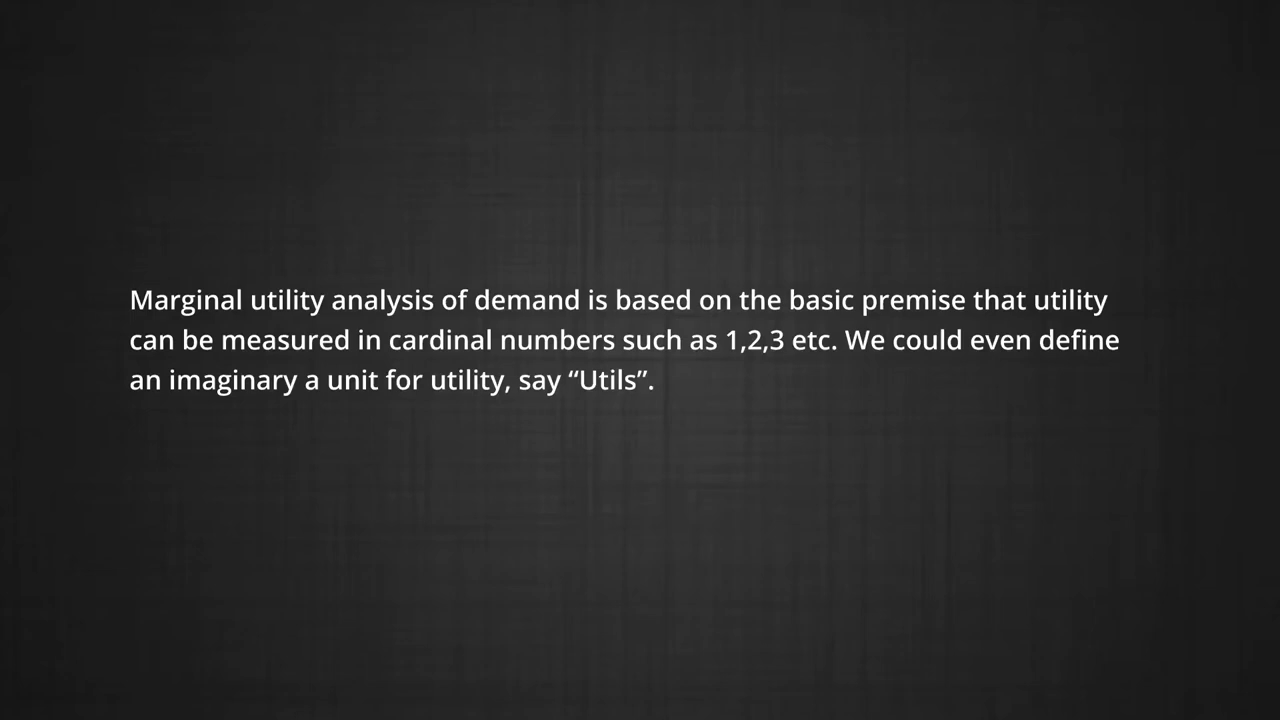 Marginal utility analysis of demand is based on the basic premise that utility
can be measured in cardinal numbers such as 1,2,3 etc. We could even define
an imaginary a unit for utility, say “Utils”.